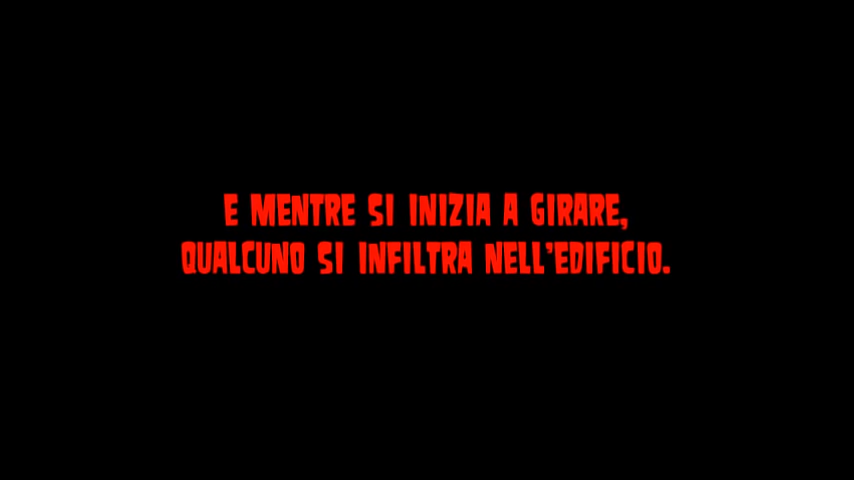 E MENTRE SI INIZIA A GIRARE,
QUALCUNO SI INFILTRA NELL'EDIFICIO.